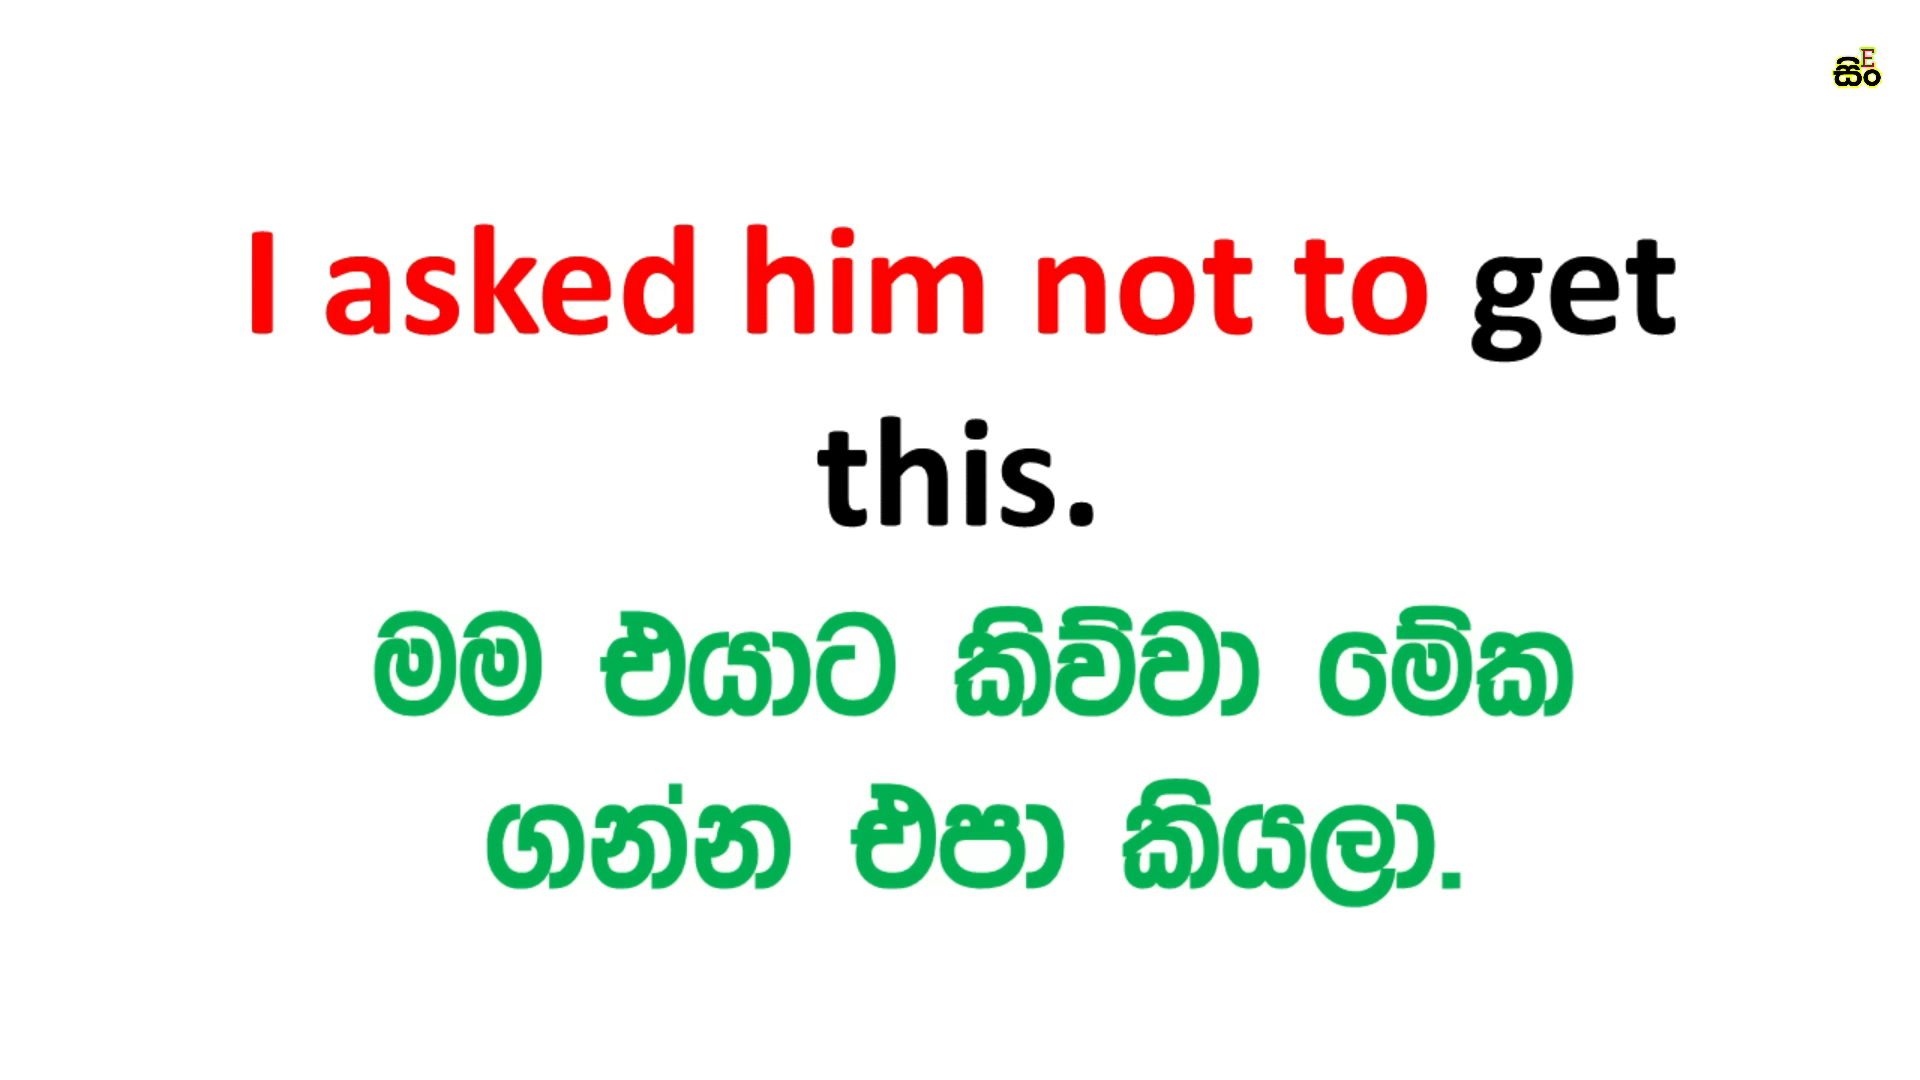 සිංE
I asked him not to get
this.
මම එයාට කිව්වා මේක
ගන්න එපා කියලා.